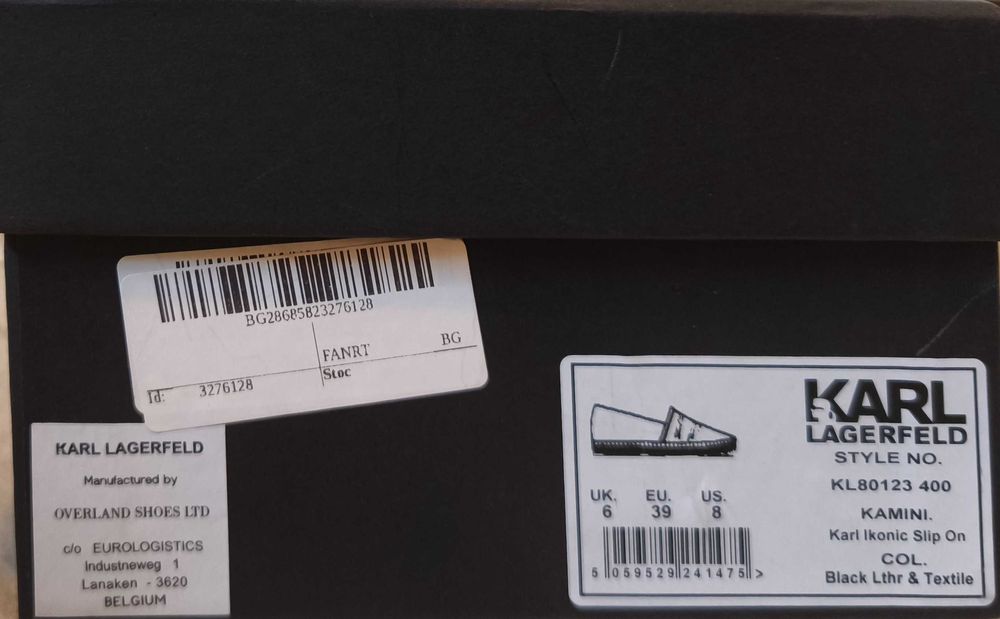 BG28685823276128
FANRT BG
Id: 3276128 Stoc
KARL LAGERFELD
Manufactured by
OVERLAND SHOES LTD
c/o EUROLOGISTICS
Industrieweg 1
Lanaken - 3620
BELGIUM
KARL
LAGERFELD
STYLE NO.
KL80123 400
KAMINI.
Karl Ikonic Slip On
COL.
Black Lthr & Textile
UK. EU. US.
6 39 8
5 059529 241475 >